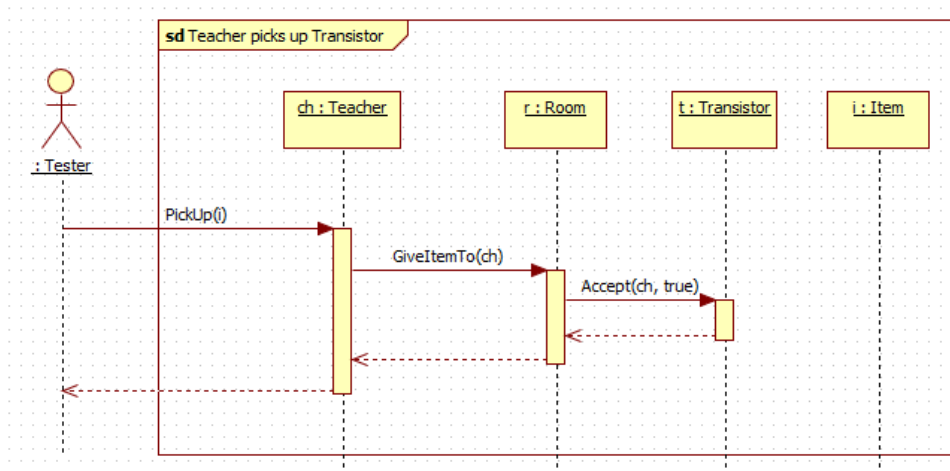 sd Teacher picks up Transistor
ch : Teacher
r : Room
t : Transistor
i : Item
: Tester
PickUp(i)
GiveItemTo(ch)
Accept(ch, true)